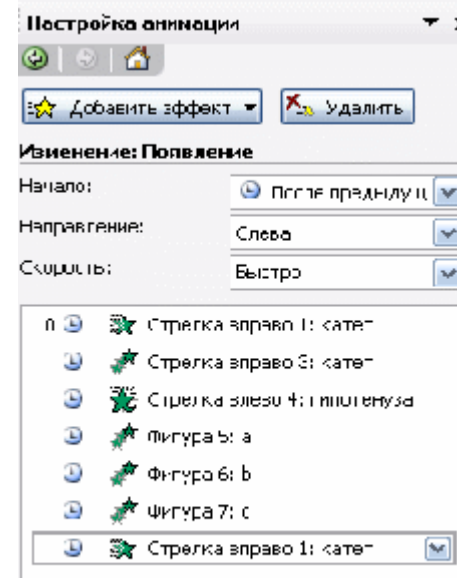 Настройка анимации
Добавить эффект
Удалить
Изменение: Появление
Начало:
После предыдущ
Направление:
Слева
Скорость:
Быстро
0 Стрелка вправо 1: катет
Стрелка вправо 3: катет
Стрелка влево 4: гипотенуза
Фигура 5: a
Фигура 6: b
Фигура 7: c
Стрелка вправо 1: катет